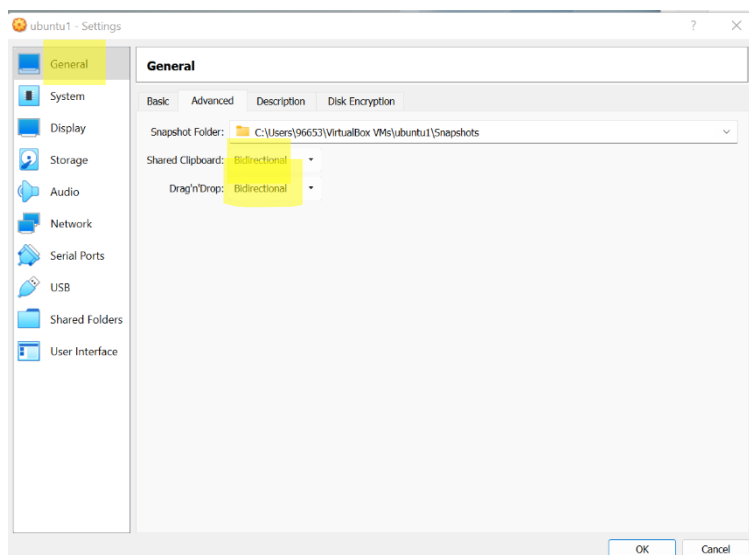 ubuntu1 - Settings
?
General
System
Display
Storage
Audio
Network
Serial Ports
USB
Shared Folders
User Interface
General
Basic Advanced Description Disk Encryption
Snapshot Folder: C:\Users\96653\VirtualBox VMs\ubuntu1\Snapshots
Shared Clipboard: Bidirectional
Drag'n'Drop: Bidirectional
OK Cancel